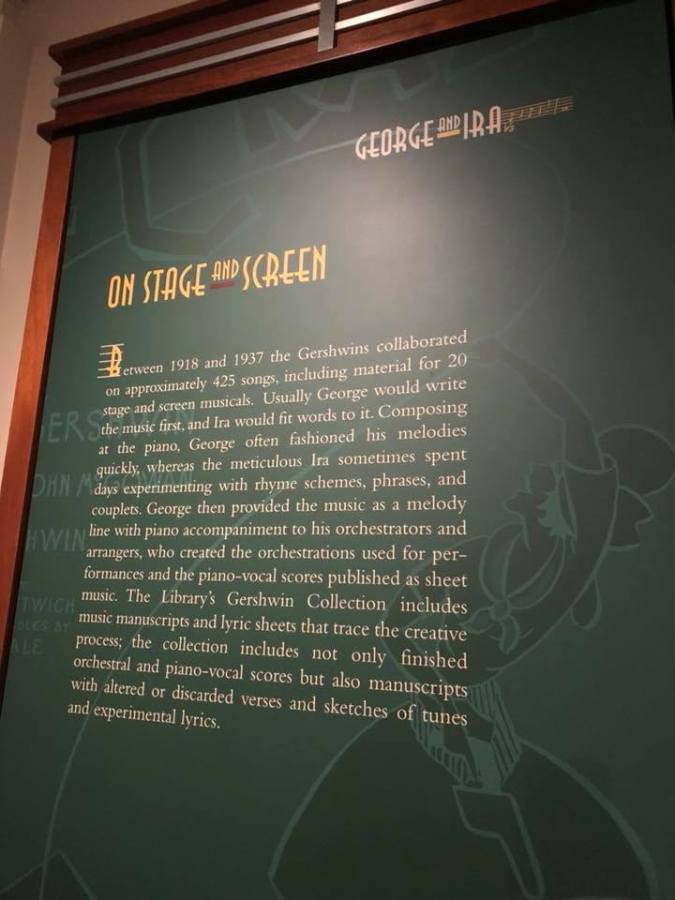 GEORGE AND IRA
ON STAGE AND SCREEN
Between 1918 and 1937 the Gershwins collaborated
on approximately 425 songs, including material for 20
stage and screen musicals. Usually George would write
the music first, and Ira would fit words to it. Composing
at the piano, George often fashioned his melodies
quickly, whereas the meticulous Ira sometimes spent
days experimenting with rhyme schemes, phrases, and
couplets. George then provided the music as a melody
line with piano accompaniment to his orchestrators and
arrangers, who created the orchestrations used for per-
formances and the piano-vocal scores published as sheet
music. The Library's Gershwin Collection includes
music manuscripts and lyric sheets that trace the creative
process; the collection includes not only finished
orchestral and piano-vocal scores but also manuscripts
with altered or discarded verses and sketches of tunes
and experimental lyrics.
ERSHWIN
OHN McGOWAN
HWIN
TWICH
ALE